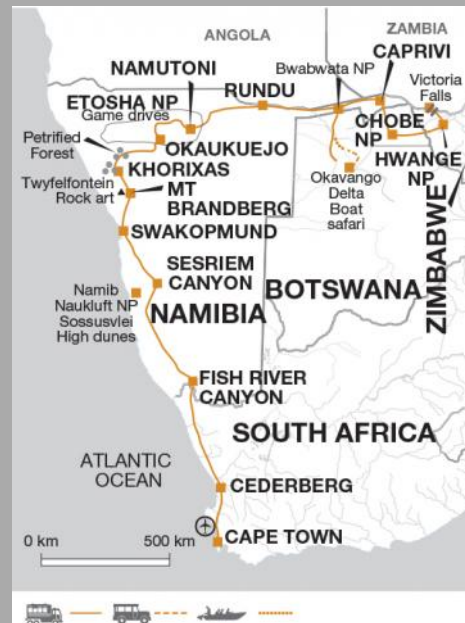 ANGOLA
ZAMBIA
NAMUTONI
Bwabwata NP
CAPRIVI
RUNDU
Victoria
Falls
ETOSHA NP
Game drives
CHOBE
NP
Petrified
Forest
OKAUKUEJO
HWANGE
NP
KHORIXAS
Twyfelfontein
Rock art
MT
BRANDBERG
Okavango
Delta
Boat
safari
SWAKOPMUND
ZIMBABWE
SESRIEM
CANYON
BOTSWANA
Namib
Naukluft NP
Sossusvlei
High dunes
NAMIBIA
FISH RIVER
CANYON
SOUTH AFRICA
ATLANTIC
OCEAN
CEDERBERG
CAPE TOWN
0 km
500 km